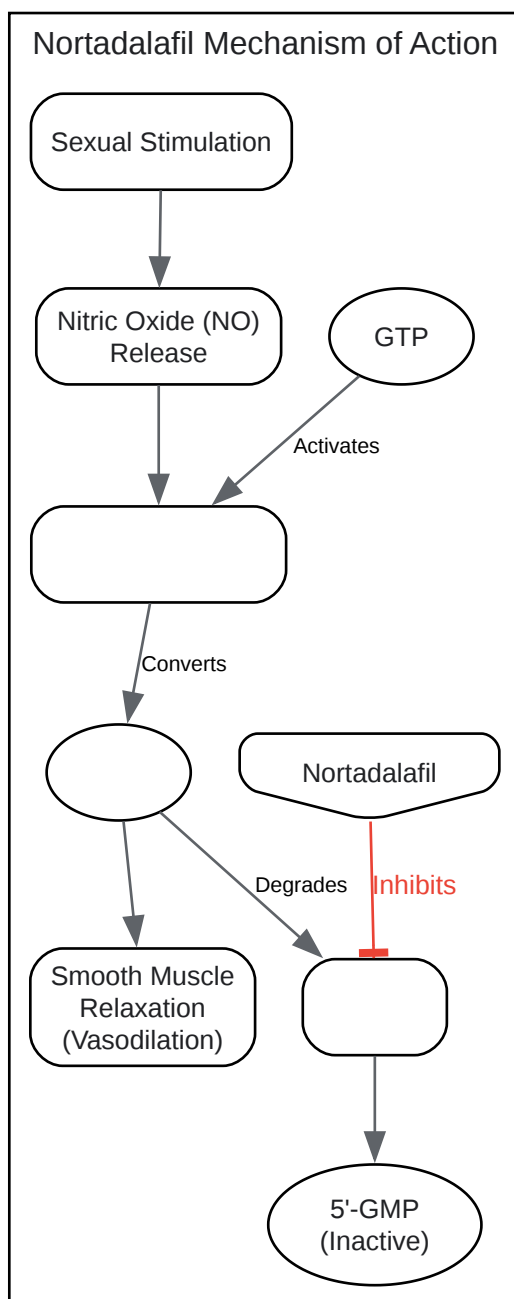 Nortadalafil Mechanism of Action
Sexual Stimulation
Nitric Oxide (NO)
Release
GTP
Activates
Converts
Nortadalafil
Degrades
Inhibits
Smooth Muscle
Relaxation
(Vasodilation)
5'-GMP
(Inactive)